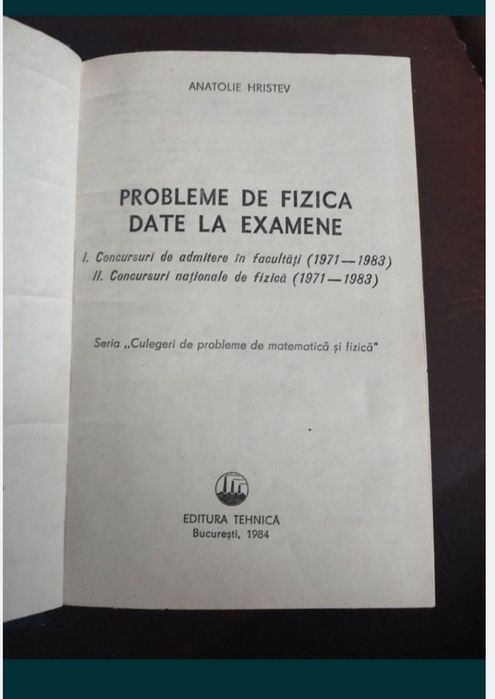 ANATOLIE HRISTEV
PROBLEME DE FIZICA
DATE LA EXAMENE
I. Concursuri de admitere în facultăți (1971—1983)
II. Concursuri naționale de fizică (1971—1983)
Seria „Culegeri de probleme de matematică și fizică"
EDITURA TEHNICĂ
București, 1984